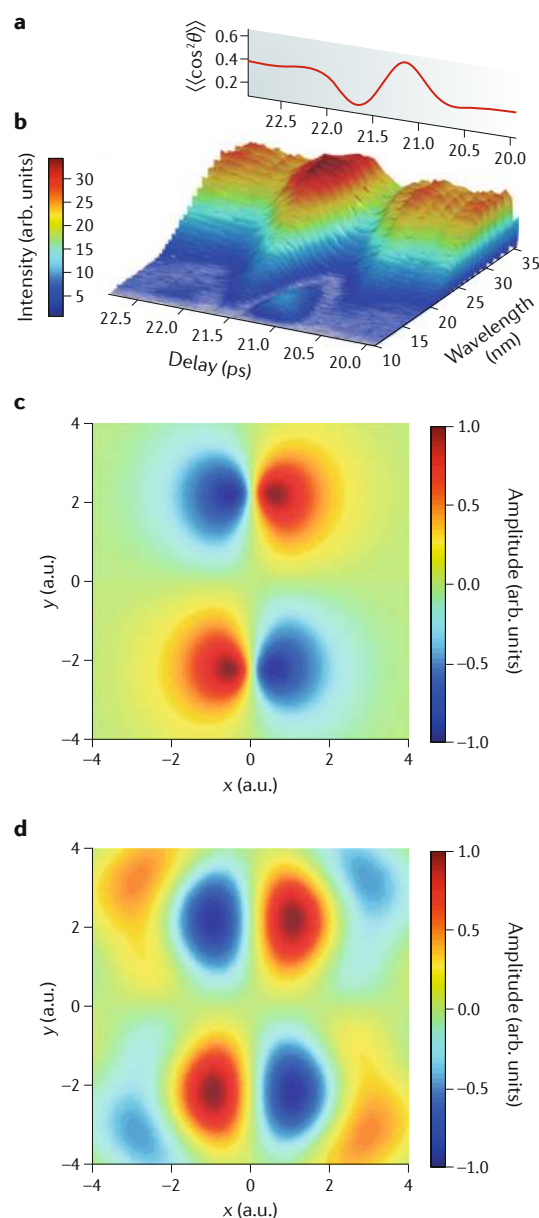 a
⟨⟨cos²θ⟩⟩
0.6
0.4
0.2
22.5 22.0 21.5 21.0 20.5 20.0
b
Intensity (arb. units)
30
25
20
15
10
5
22.5 22.0 21.5 21.0 20.5 20.0
Delay (ps)
10 15 20 25 30 35
Wavelength
(nm)
c
4
2
0
−2
−4
y (a.u.)
−4 −2 0 2 4
x (a.u.)
1.0
0.5
0.0
−0.5
−1.0
Amplitude (arb. units)
d
4
2
0
−2
−4
y (a.u.)
−4 −2 0 2 4
x (a.u.)
1.0
0.5
0.0
−0.5
−1.0
Amplitude (arb. units)